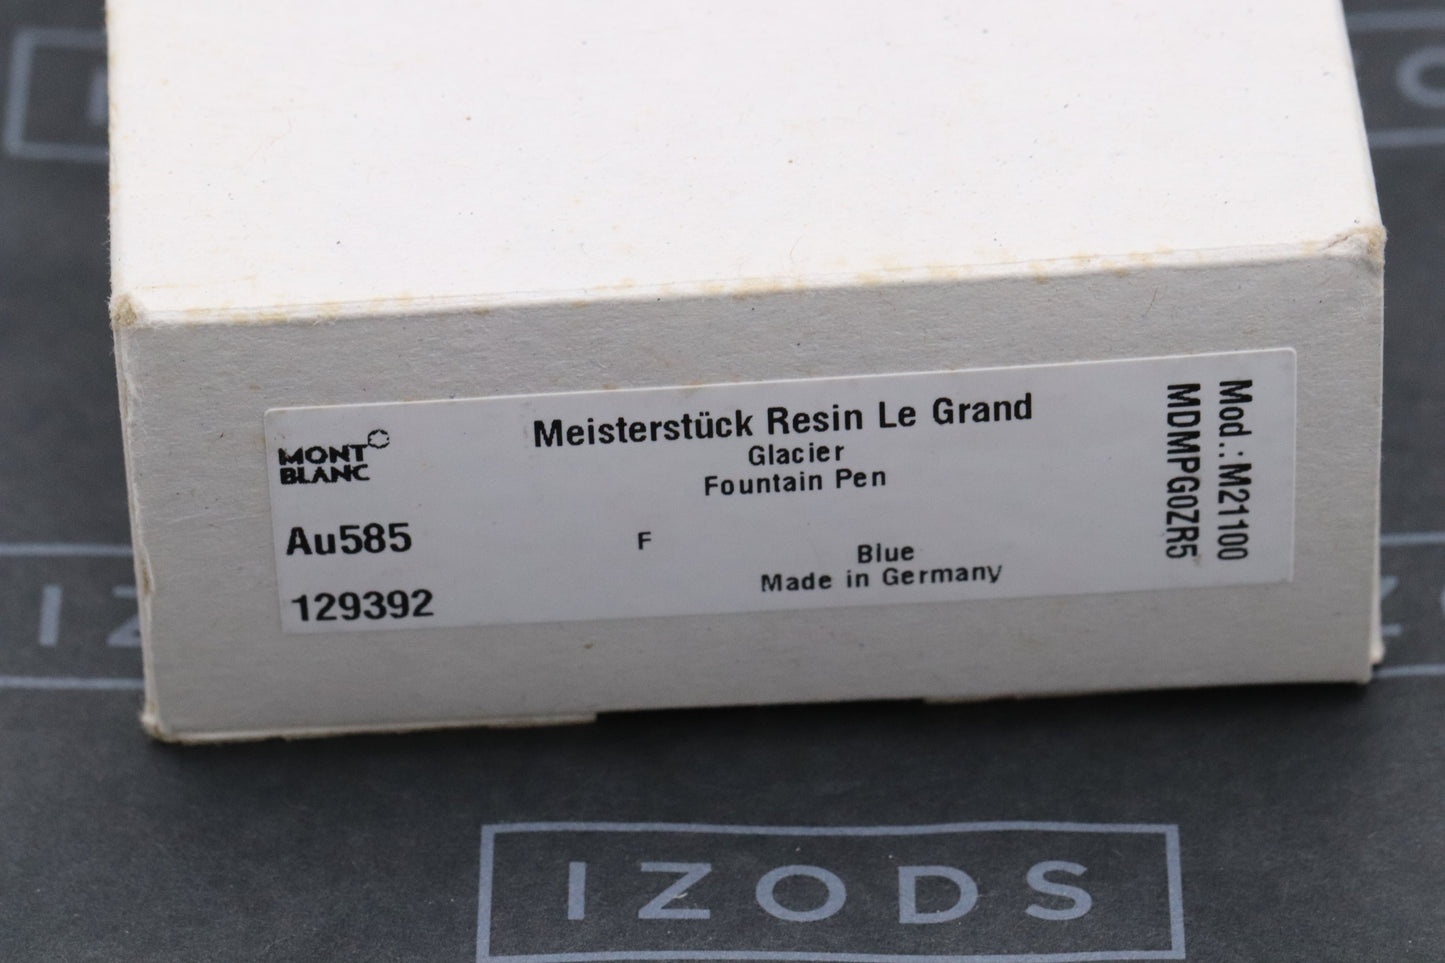 MONT
BLANC
Meisterstück Resin Le Grand
Glacier
Fountain Pen
Au585
F
Blue
Made in Germany
129392
Mod.:M21100
MDMPG0ZR5
IZODS